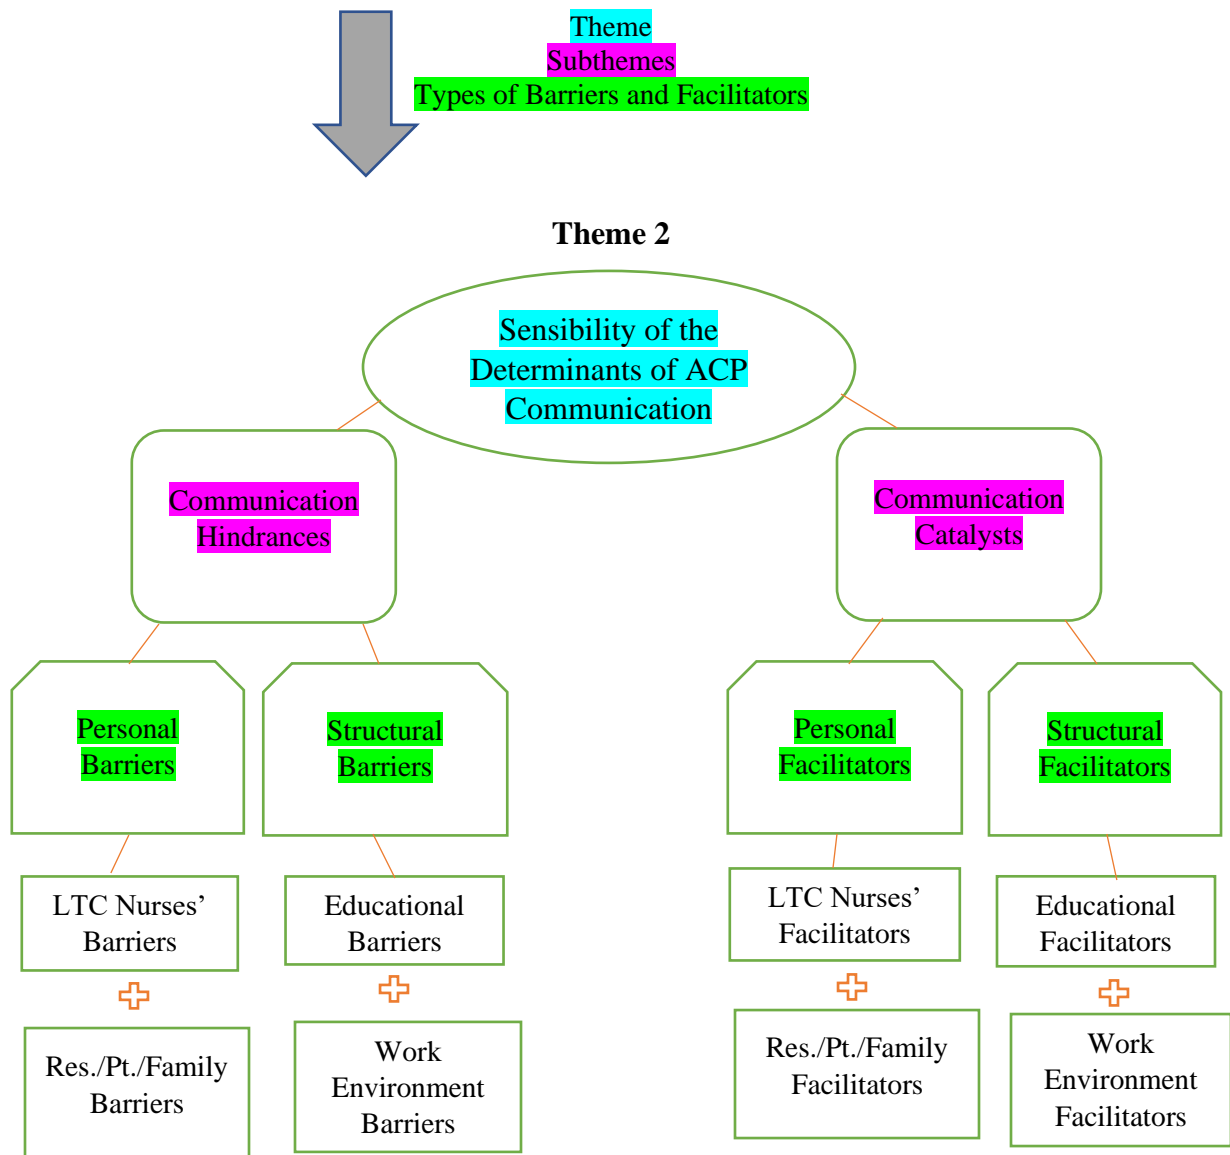 Theme
Subthemes
Types of Barriers and Facilitators
Theme 2
Sensibility of the
Determinants of ACP
Communication
Communication
Hindrances
Communication
Catalysts
Personal
Barriers
Structural
Barriers
Personal
Facilitators
Structural
Facilitators
LTC Nurses’
Barriers
Educational
Barriers
LTC Nurses’
Facilitators
Educational
Facilitators
Res./Pt./Family
Barriers
Work
Environment
Barriers
Res./Pt./Family
Facilitators
Work
Environment
Facilitators